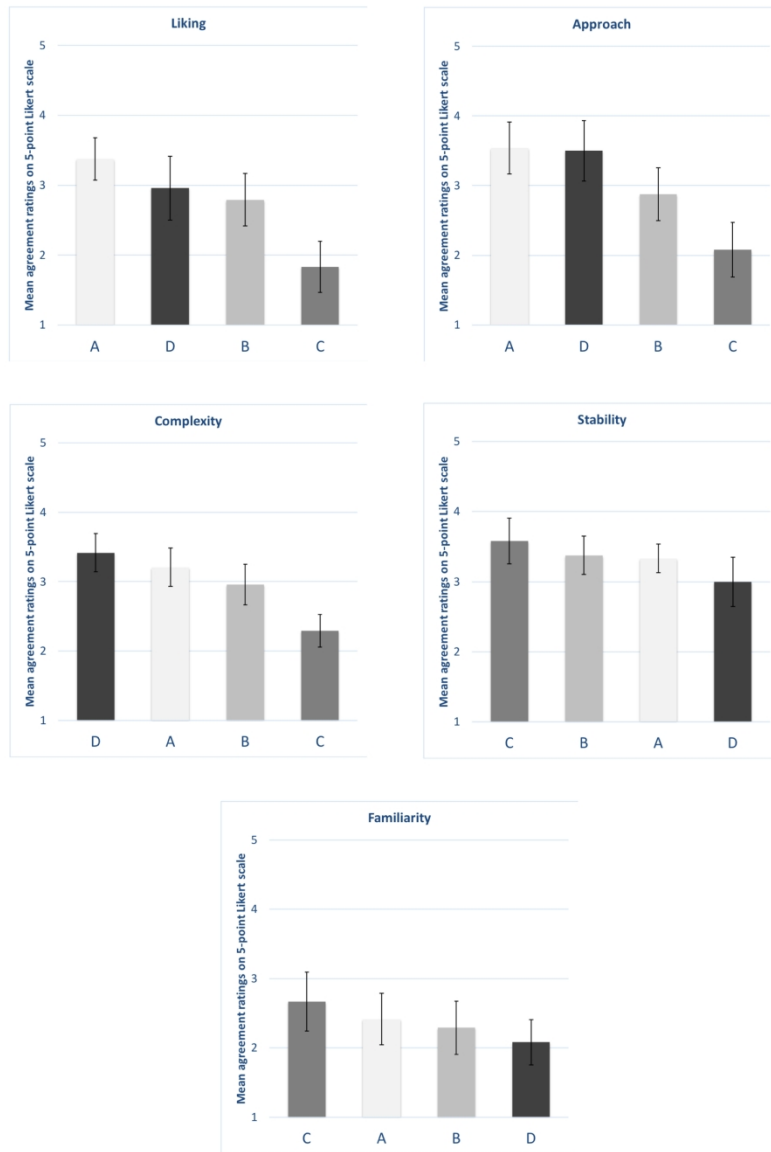 Liking
Mean agreement ratings on 5-point Likert scale
5
4
3
2
1
A D B C
Approach
Mean agreement ratings on 5-point Likert scale
5
4
3
2
1
A D B C
Complexity
Mean agreement ratings on 5-point Likert scale
5
4
3
2
1
D A B C
Stability
Mean agreement ratings on 5-point Likert scale
5
4
3
2
1
C B A D
Familiarity
Mean agreement ratings on 5-point Likert scale
5
4
3
2
1
C A B D